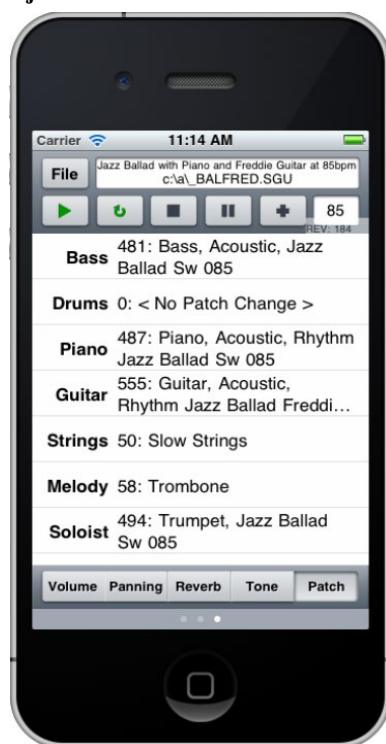 Carrier 11:14 AM
File
Jazz Ballad with Piano and Freddie Guitar at 85bpm
c:\a\_BALFRED.SGU
85
REV: 184
Bass 481: Bass, Acoustic, Jazz
Ballad Sw 085
Drums 0: < No Patch Change >
Piano 487: Piano, Acoustic, Rhythm
Jazz Ballad Sw 085
Guitar 555: Guitar, Acoustic,
Rhythm Jazz Ballad Freddi...
Strings 50: Slow Strings
Melody 58: Trombone
Soloist 494: Trumpet, Jazz Ballad
Sw 085
Volume Panning Reverb Tone Patch